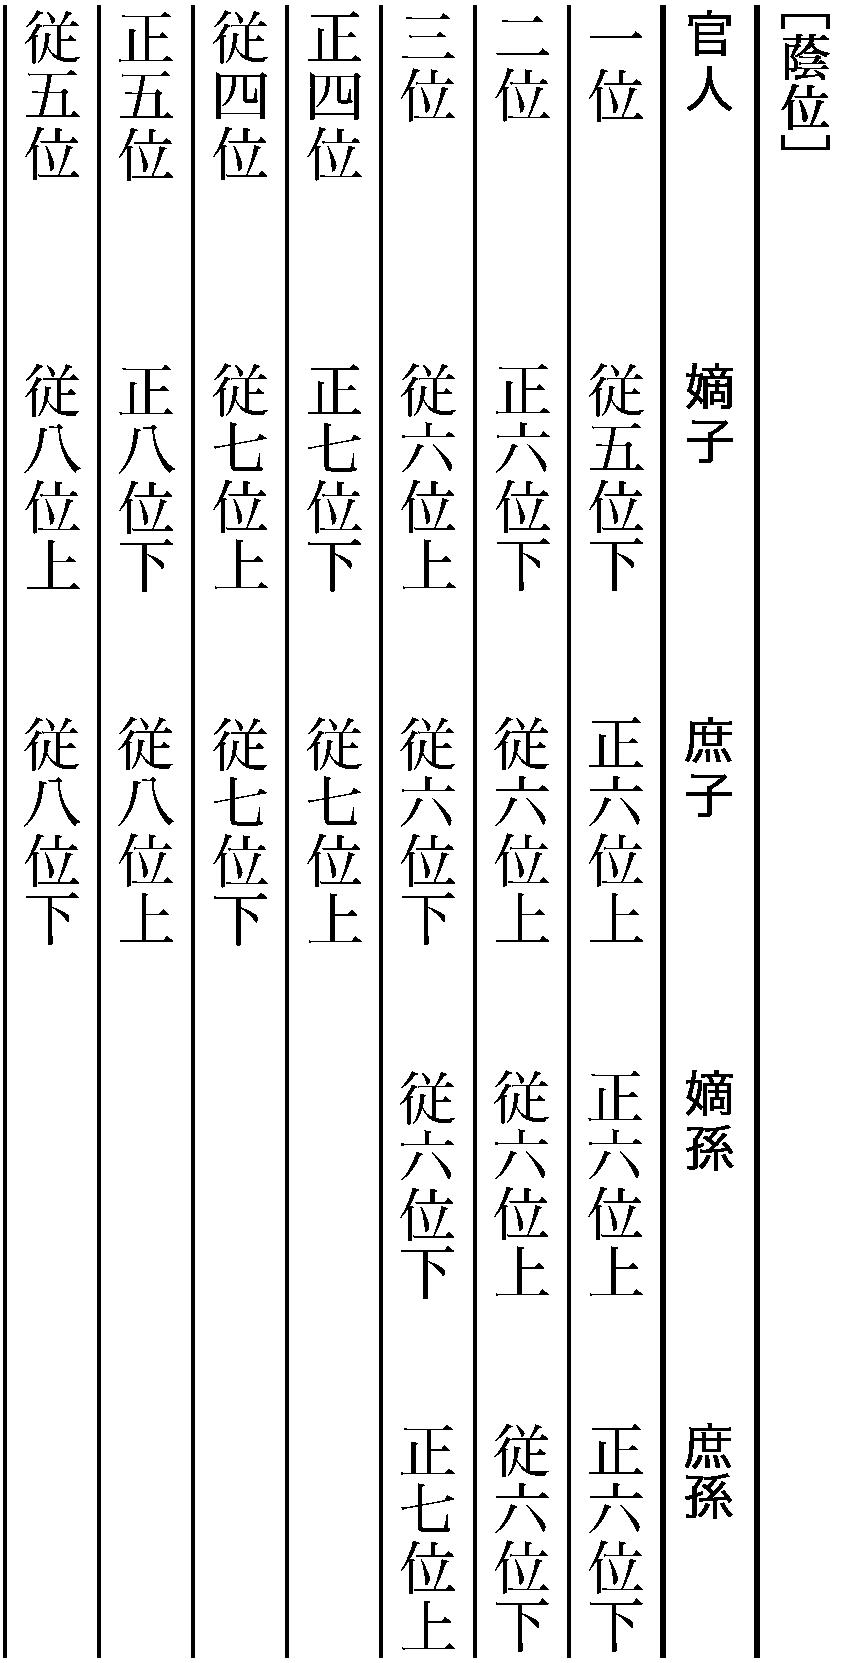 ［蔭位］
官人 嫡子 庶子 嫡孫 庶孫
一位 従五位下 正六位上 正六位上 正六位下
二位 正六位下 従六位上 従六位上 従六位下
三位 従六位上 従六位下 従六位下 正七位上
正四位 正七位下 従七位上
従四位 従七位上 従七位下
正五位 正八位下 従八位上
従五位 従八位上 従八位下